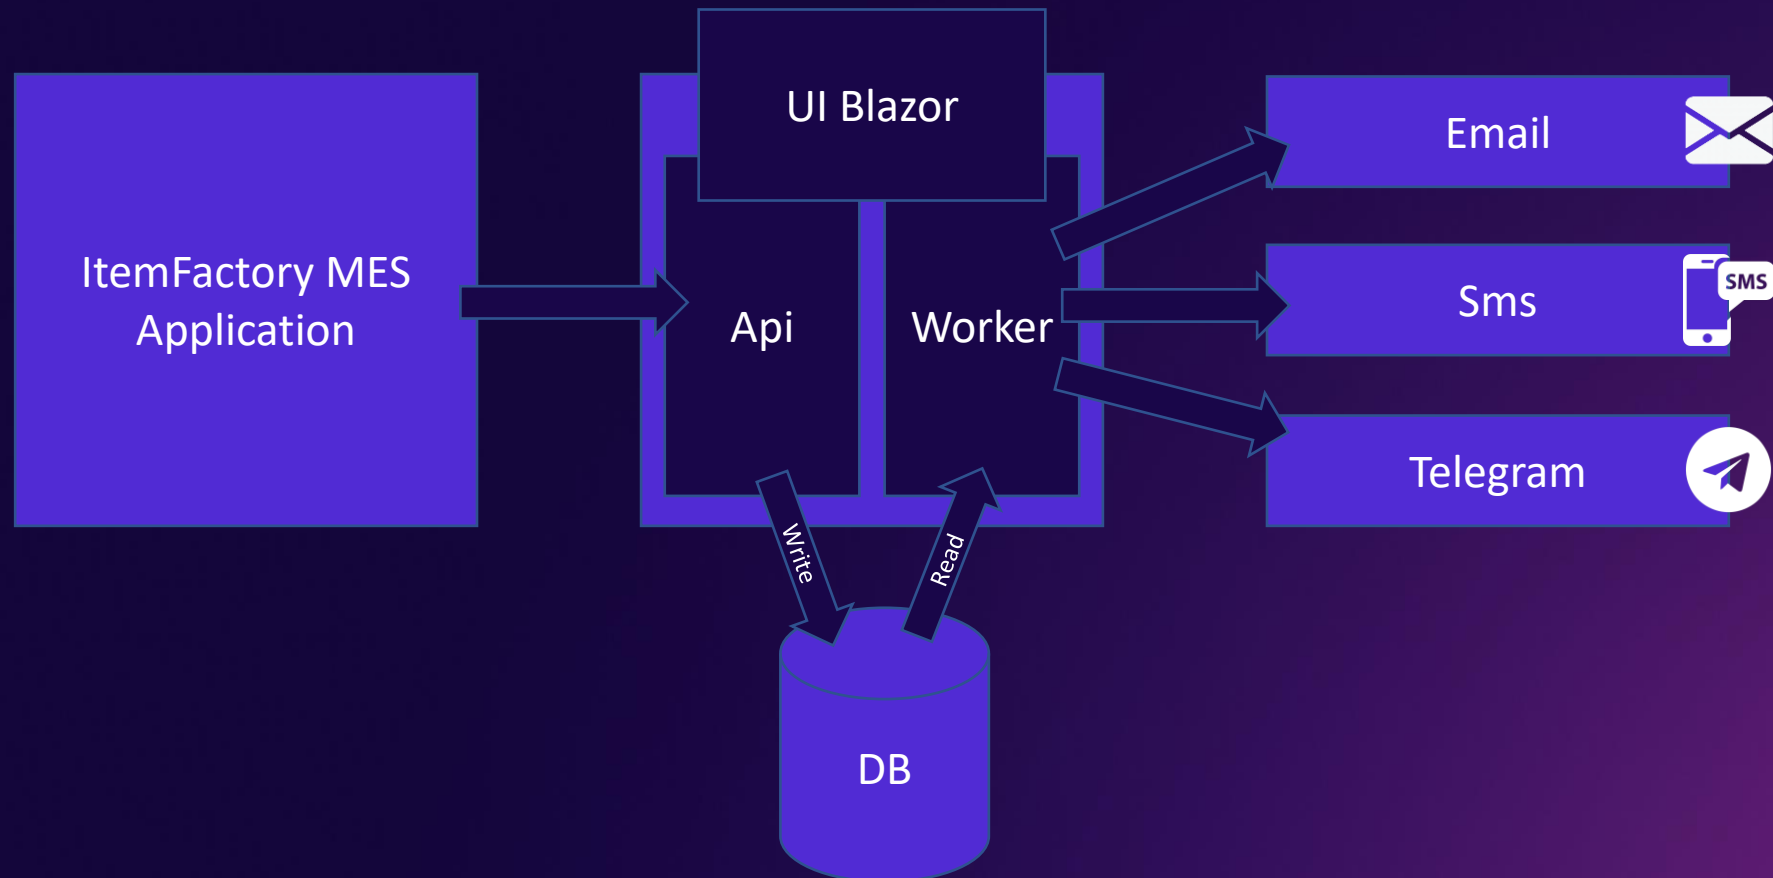 UI Blazor
ItemFactory MES
Application
Api
Worker
Email
Sms
SMS
Telegram
Write
Read
DB